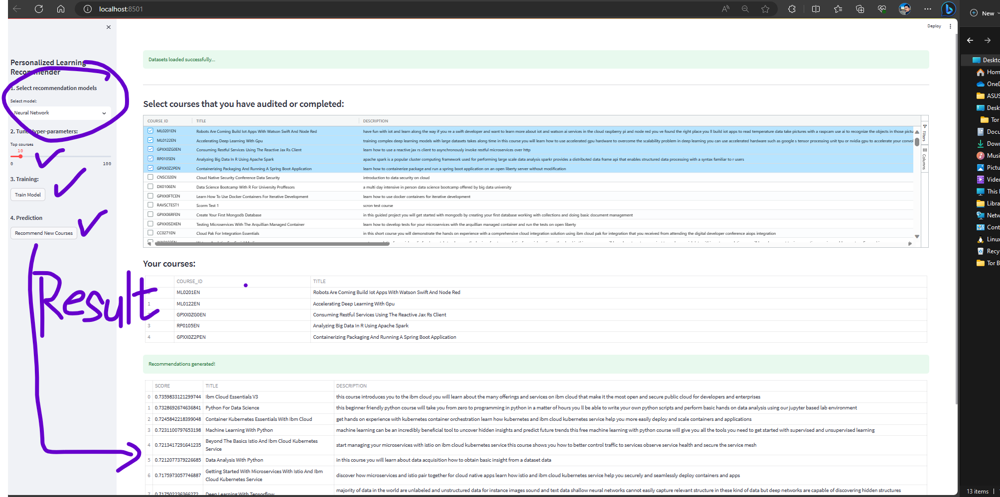 localhost:8501
New
Deploy
Personalized Learning
Recommender
1. Select recommendation models
Select model:
Neural Network
2. Tune Hyper-parameters:
Top courses
10
0 100
3. Training:
Train Model
4. Prediction
Recommend New Courses
Result
Datasets loaded successfully...
Select courses that you have audited or completed:
COURSE_ID TITLE DESCRIPTION
ML0201EN Robots Are Coming Build Iot Apps With Watson Swift And Node Red have fun with iot and learn along the way if you re a swift developer and want to learn more about iot and watson ai services in the cloud raspberry pi and node red you ve found the right place you ll build iot apps to read temperature data take pictures with a raspcam use ai to recognize the objects in those pictu
ML0122EN Accelerating Deep Learning With Gpu training complex deep learning models with large datasets takes along time in this course you will learn how to use accelerated gpu hardware to overcome the scalability problem in deep learning you can use accelerated hardware such as google s tensor processing unit tpu or nvidia gpu to accelerate your convol
GPXX0ZG0EN Consuming Restful Services Using The Reactive Jax Rs Client learn how to use a reactive jax rs client to asynchronously invoke restful microservices over http
RP0105EN Analyzing Big Data In R Using Apache Spark apache spark is a popular cluster computing framework used for performing large scale data analysis sparkr provides a distributed data frame api that enables structured data processing with a syntax familiar to r users
GPXX0Z2PEN Containerizing Packaging And Running A Spring Boot Application learn how to containerize package and run a spring boot application on an open liberty server without modification
CNSC02EN Cloud Native Security Conference Data Security introduction to data security on cloud
DX0106EN Data Science Bootcamp With R For University Proffesors a multi day intensive in person data science bootcamp offered by big data university
GPXX0FTCEN Learn How To Use Docker Containers For Iterative Development learn how to use docker containers for iterative development
RAVSCTEST1 Scorm Test 1 scron test course
GPXX06RFEN Create Your First Mongodb Database in this guided project you will get started with mongodb by creating your first database working with collections and doing basic document management
GPXX0SDXEN Testing Microservices With The Arquillian Managed Container learn how to develop tests for your microservices with the arquillian managed container and run the tests on open liberty
CC0271EN Cloud Pak For Integration Essentials in this short course you will demonstrate the hands on experience with a comprehensive cloud integration solution using ibm cloud pak for integration that you received from attending the digital developer conference aiops integration
Filters
Columns
Your courses:
COURSE_ID TITLE
ML0201EN Robots Are Coming Build Iot Apps With Watson Swift And Node Red
1 ML0122EN Accelerating Deep Learning With Gpu
GPXX0ZG0EN Consuming Restful Services Using The Reactive Jax Rs Client
3 RP0105EN Analyzing Big Data In R Using Apache Spark
4 GPXX0Z2PEN Containerizing Packaging And Running A Spring Boot Application
Recommendations generated!
SCORE TITLE DESCRIPTION
0 0.7359833121299744 Ibm Cloud Essentials V3 this course introduces you to the ibm cloud you will learn about the many offerings and services on ibm cloud that make it the most open and secure public cloud for developers and enterprises
1 0.7328692674636841 Python For Data Science this beginner friendly python course will take you from zero to programming in python in a matter of hours you ll be able to write your own python scripts and perform basic hands on data analysis using our jupyter based lab environment
2 0.7245842218399048 Container Kubernetes Essentials With Ibm Cloud get hands on experience with kubernetes container orchestration learn how kubernetes and ibm cloud kubernetes service help you more easily deploy and scale containers and applications
3 0.7231100797653198 Machine Learning With Python machine learning can be an incredibly beneficial tool to uncover hidden insights and predict future trends this free machine learning with python course will give you all the tools you need to get started with supervised and unsupervised learning
4 0.7213417291641235 Beyond The Basics Istio And Ibm Cloud Kubernetes
Service start managing your microservices with istio on ibm cloud kubernetes service this course shows you how to better control traffic to services observe service health and secure the service mesh
5 0.7212077379226685 Data Analysis With Python in this course you will learn about data acquisition how to obtain basic insight from a dataset data
6 0.7175973057746887 Getting Started With Microservices With Istio And Ibm
Cloud Kubernetes Service discover how microservices and istio pair together for cloud native apps learn how istio and ibm cloud kubernetes service help you securely and seamlessly deploy containers and apps
7 0.717502236366272 Deep Learning With Tensorflow majority of data in the world are unlabeled and unstructured data for instance images sound and text data shallow neural networks cannot easily capture relevant structure in these kind of data but deep networks are capable of discovering hidden structures
Deskto
Hom
OneD
ASUS
Deskt
Tor
Docu
Down
Musi
Pictu
Video
This
Libra
Netw
Cont
Linux
Recy
Tor B
13 items